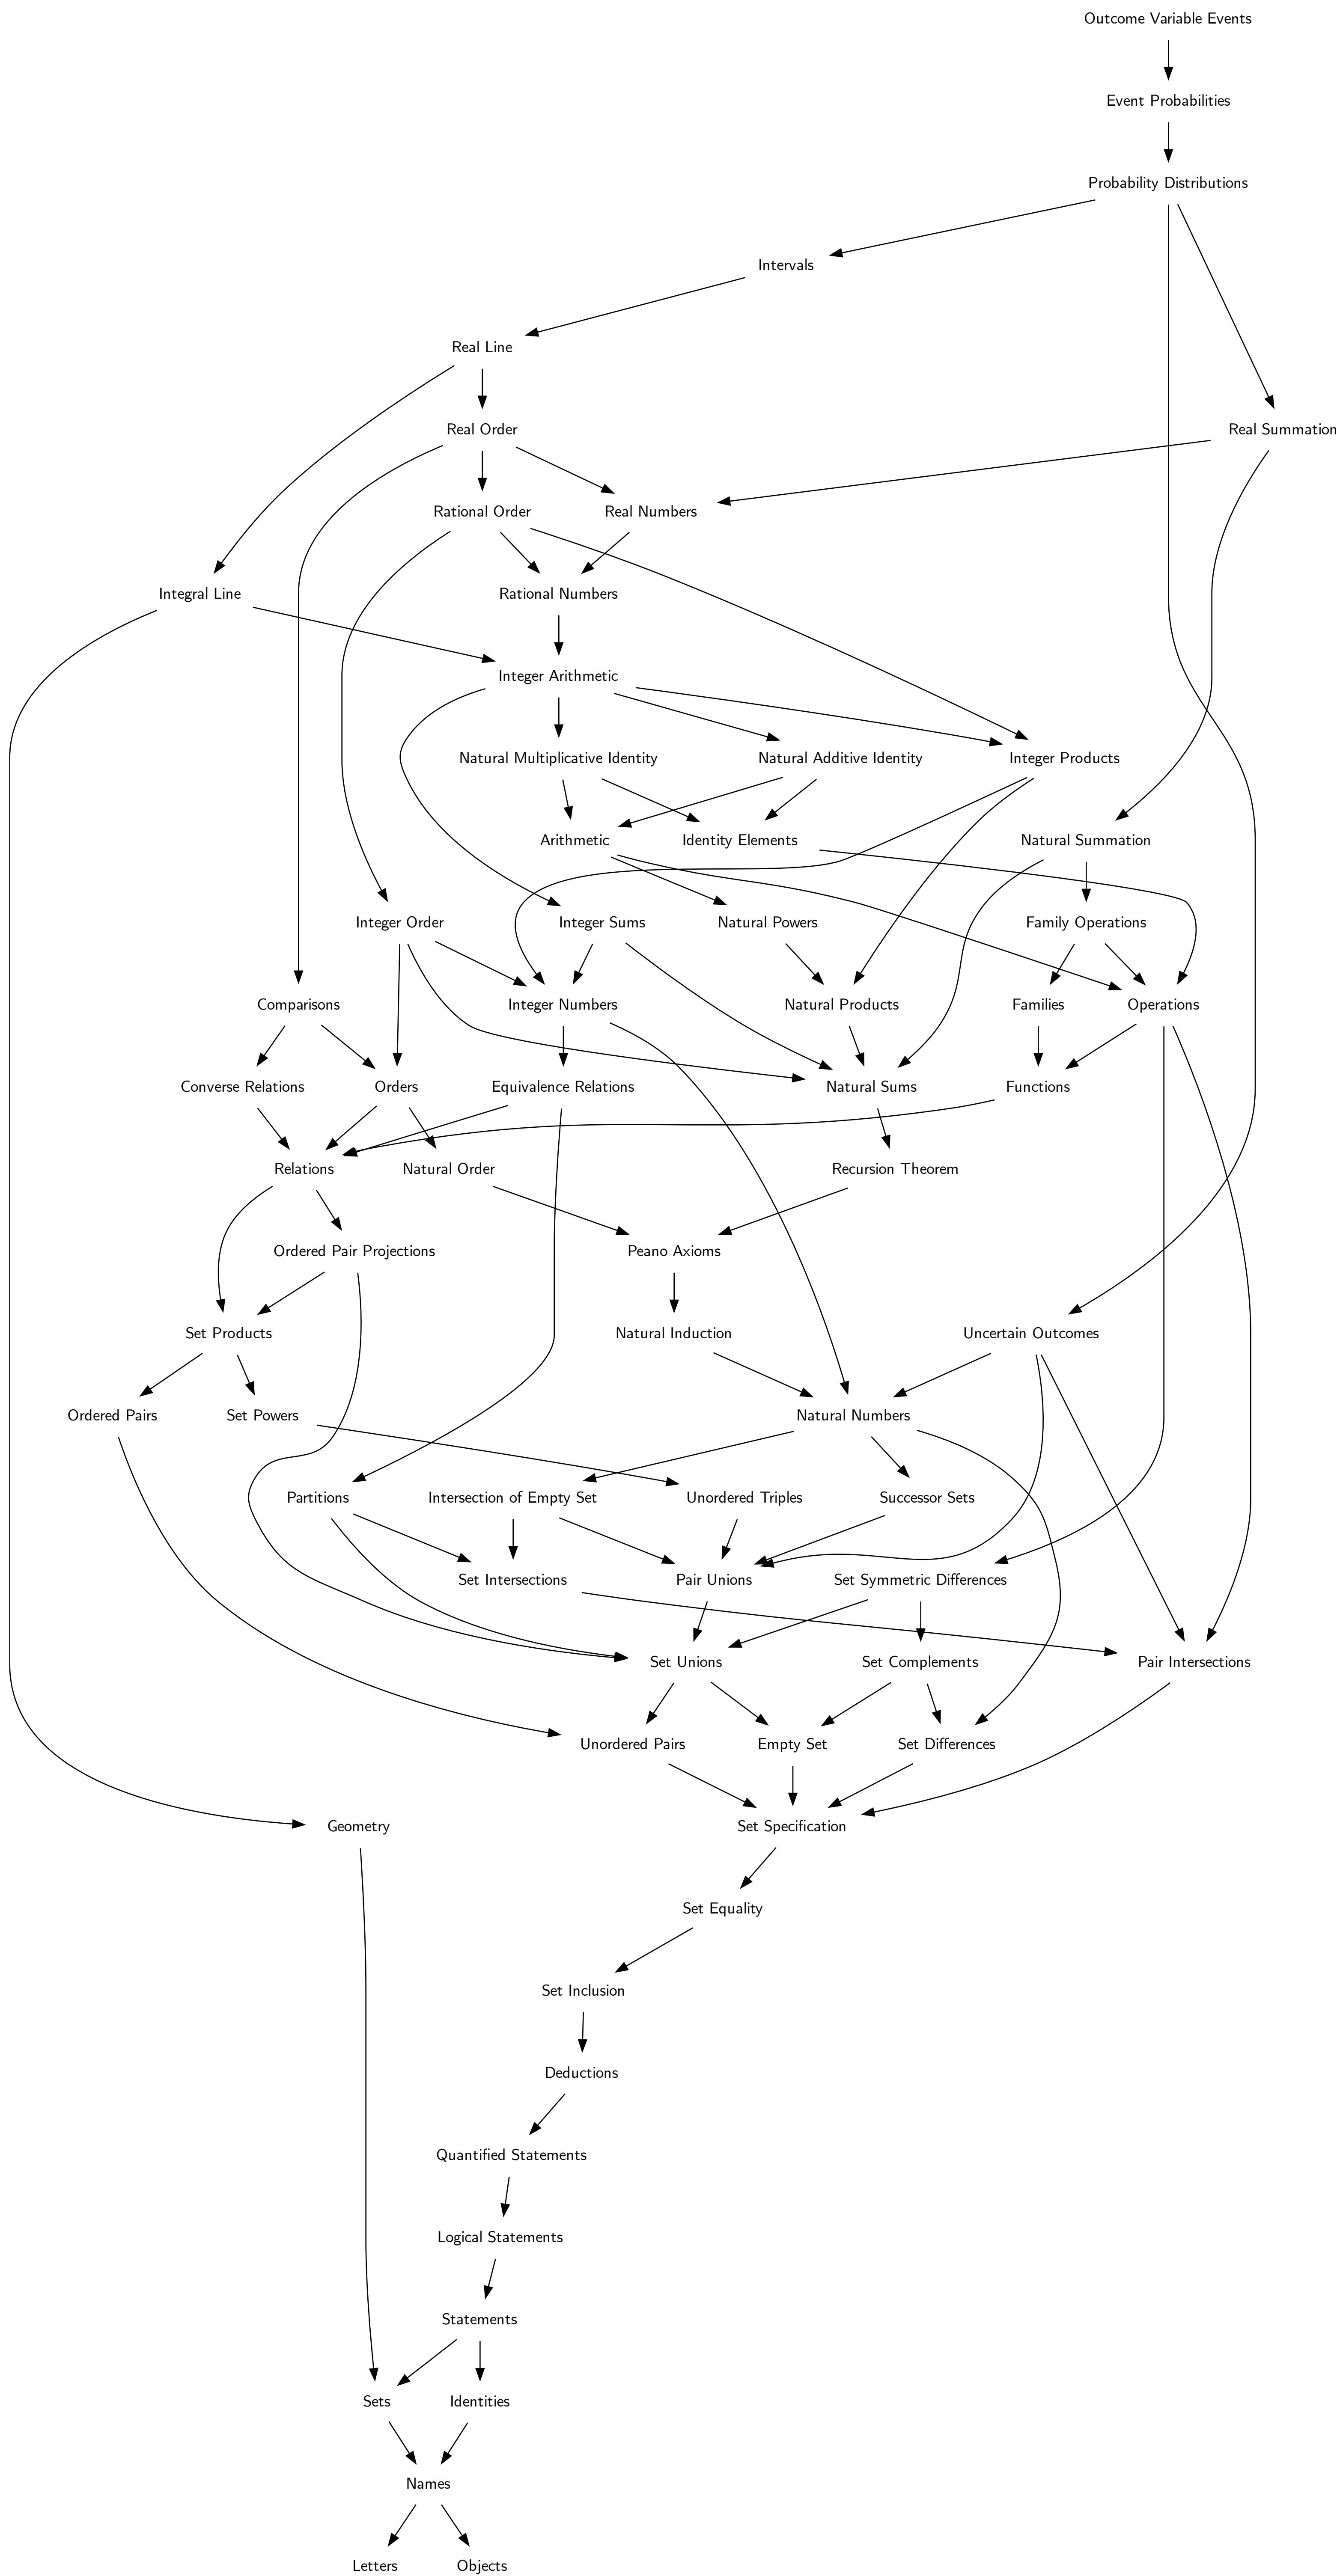 Outcome Variable Events
Event Probabilities
Probability Distributions
Intervals
Real Line
Real Order
Real Summation
Rational Order
Real Numbers
Integral Line
Rational Numbers
Integer Arithmetic
Natural Multiplicative Identity
Natural Additive Identity
Integer Products
Arithmetic
Identity Elements
Natural Summation
Integer Order
Integer Sums
Natural Powers
Family Operations
Comparisons
Integer Numbers
Natural Products
Families
Operations
Converse Relations
Orders
Equivalence Relations
Natural Sums
Functions
Relations
Natural Order
Recursion Theorem
Ordered Pair Projections
Peano Axioms
Set Products
Natural Induction
Uncertain Outcomes
Ordered Pairs
Set Powers
Natural Numbers
Partitions
Intersection of Empty Set
Unordered Triples
Successor Sets
Set Intersections
Pair Unions
Set Symmetric Differences
Set Unions
Set Complements
Pair Intersections
Unordered Pairs
Empty Set
Set Differences
Geometry
Set Specification
Set Equality
Set Inclusion
Deductions
Quantified Statements
Logical Statements
Statements
Sets
Identities
Names
Letters
Objects